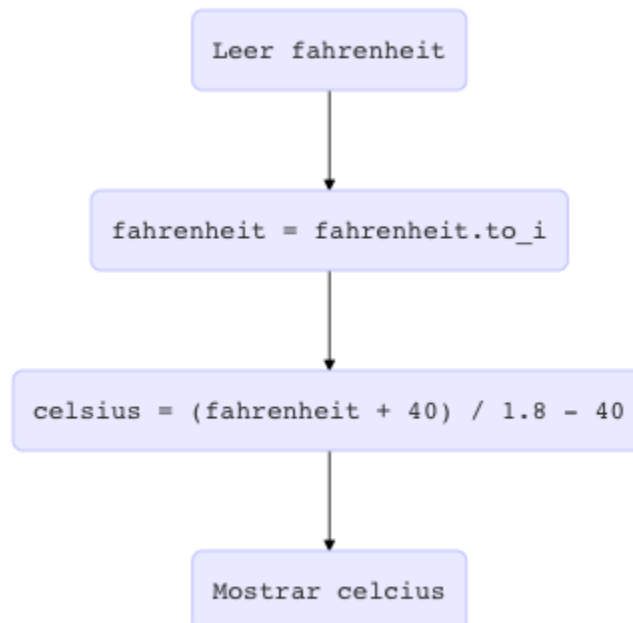 Leer fahrenheit
fahrenheit = fahrenheit.to_i
celsius = (fahrenheit + 40) / 1.8 - 40
Mostrar celcius